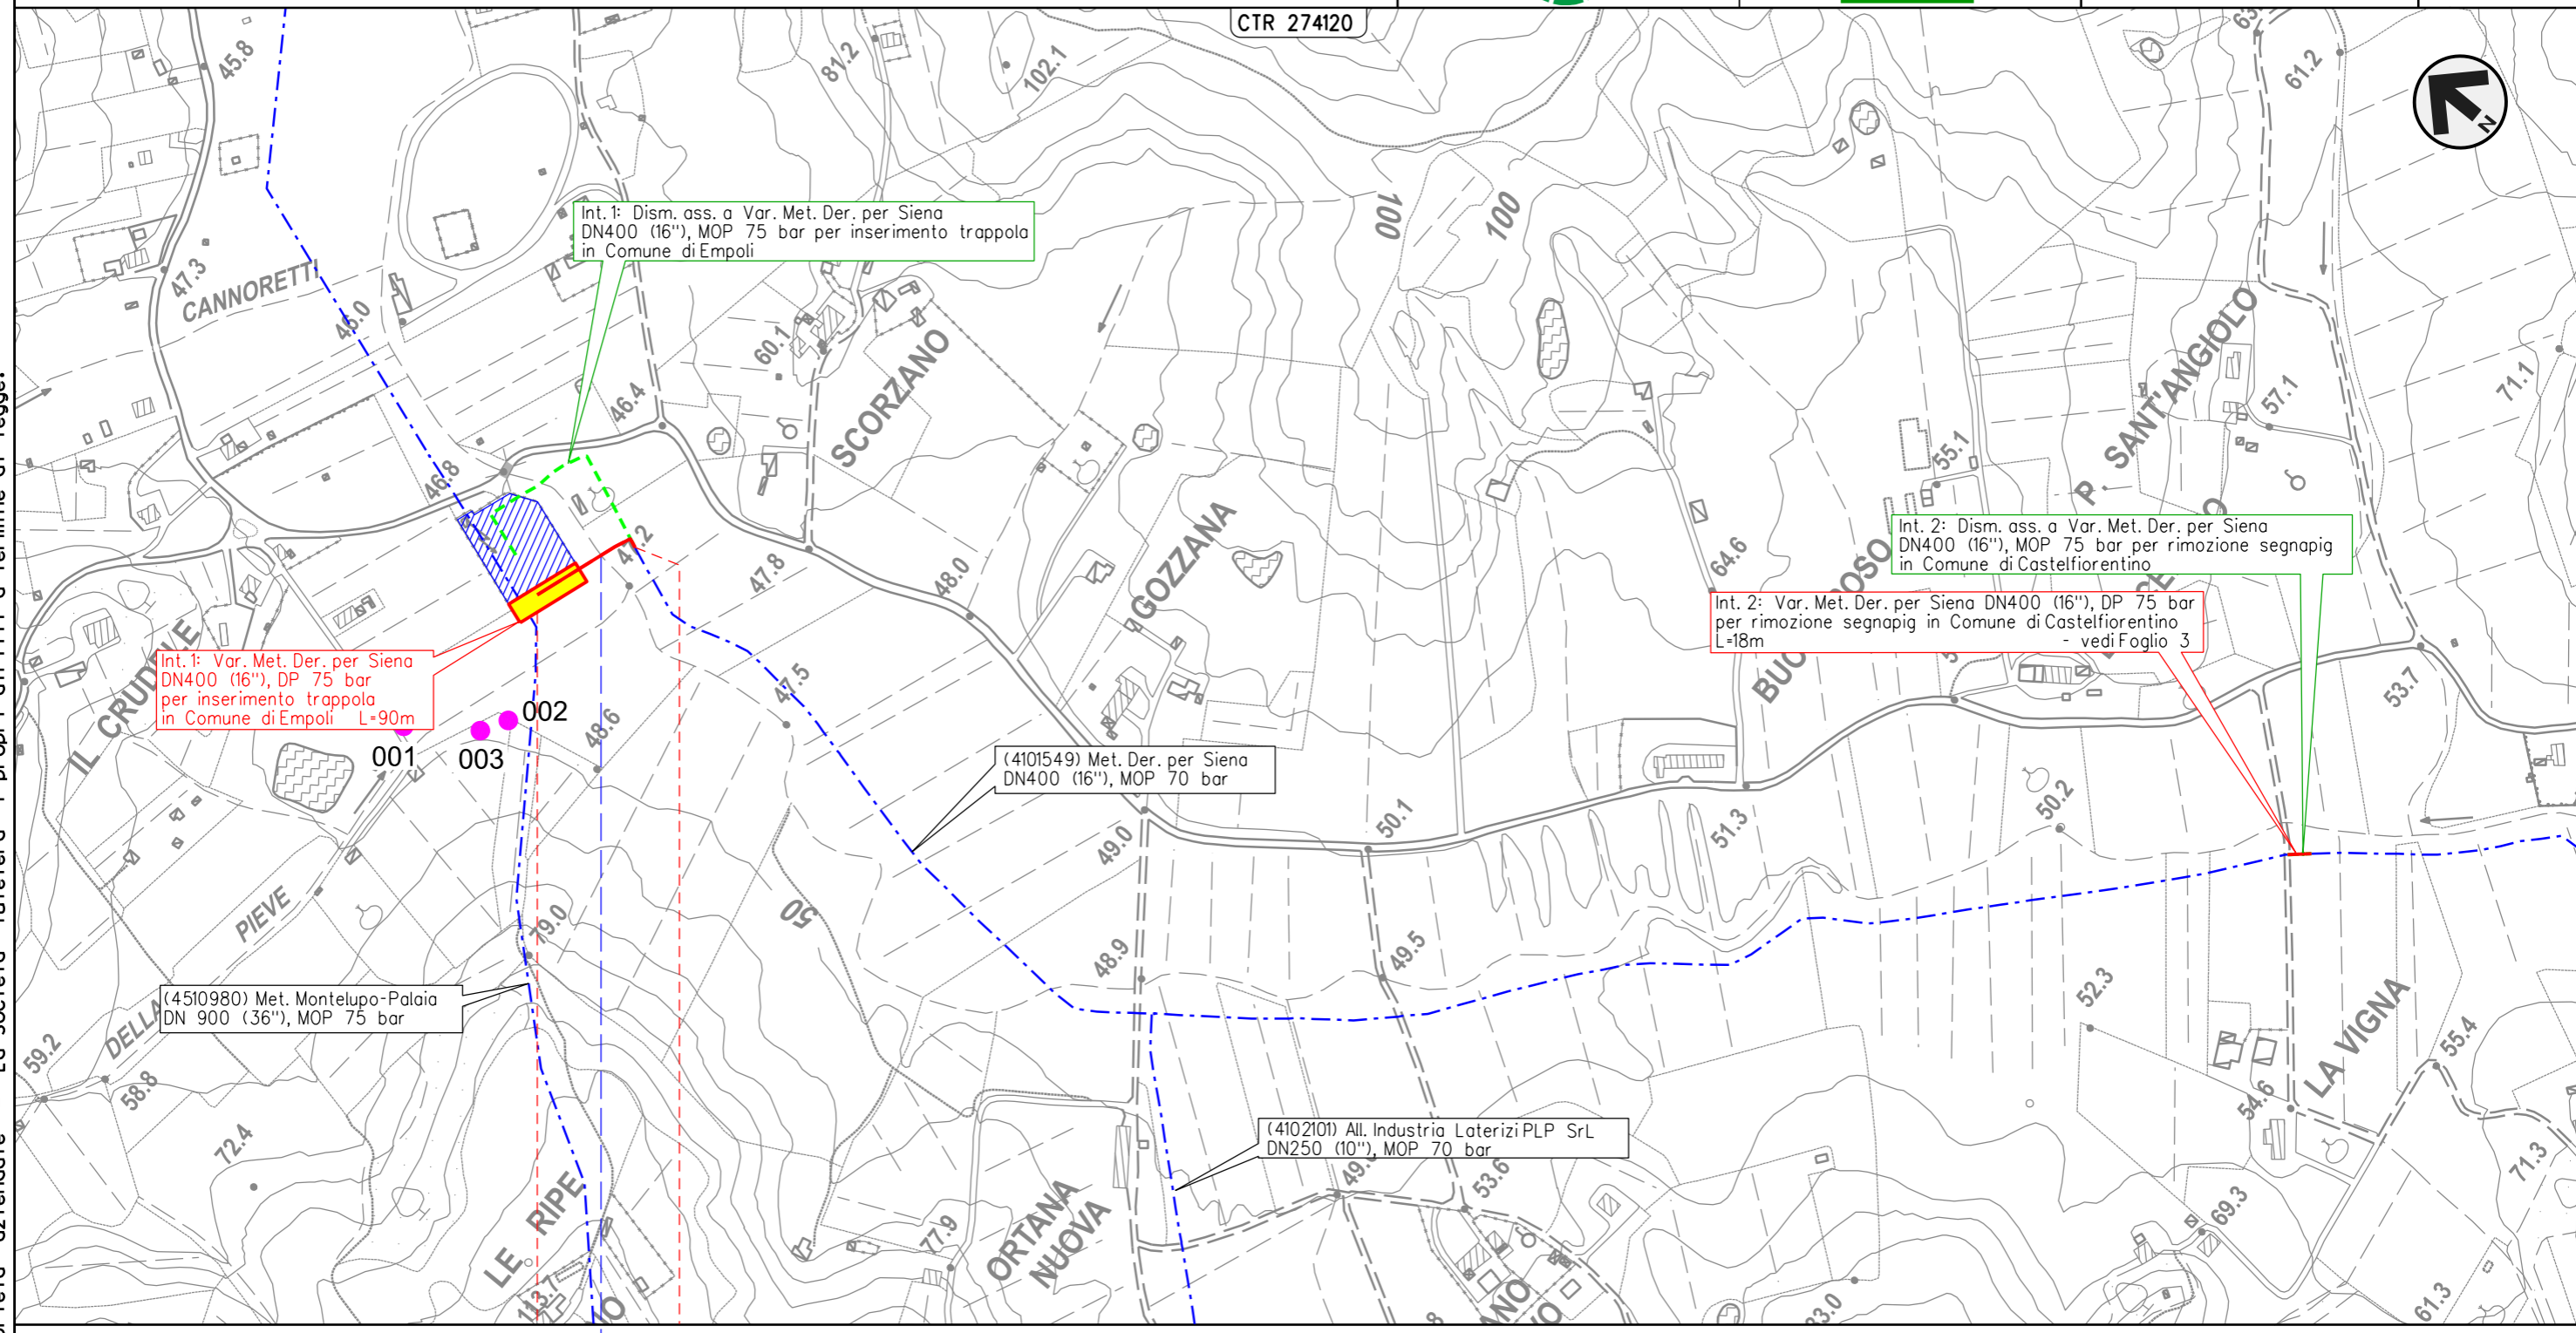 CTR 274120
45.8
81.2
102.1
61.2
N
47.3
CANNORETTI
46.0
100
100
Int. 1: Dism. ass. a Var. Met. Der. per Siena
DN400 (16"), MOP 75 bar per inserimento trappola
in Comune di Empoli
60.1
SCORZANO
46.4
46.8
47.8
48.0
GOZZANA
64.6
55.1
P. SANT'ANGIOLO
57.1
71.1
Int. 2: Dism. ass. a Var. Met. Der. per Siena
DN400 (16"), MOP 75 bar per rimozione segnapig
in Comune di Castelfiorentino
Int. 2: Var. Met. Der. per Siena DN400 (16"), DP 75 bar
per rimozione segnapig in Comune di Castelfiorentino
L=18m - vedi Foglio 3
53.7
IL CRUDELE
Int. 1: Var. Met. Der. per Siena
DN400 (16"), DP 75 bar
per inserimento trappola
in Comune di Empoli L=90m
001
003
002
48.6
47.5
(4101549) Met. Der. per Siena
DN400 (16"), MOP 70 bar
49.0
50.1
51.3
50.2
PIEVE
DELLA
79.0
50
48.9
49.5
52.3
(4510980) Met. Montelupo-Palaia
DN 900 (36"), MOP 75 bar
59.2
58.8
72.4
LE RIPE
113.7
77.9
ORTANA
NUOVA
(4102101) All. Industria Laterizi PLP SrL
DN250 (10"), MOP 70 bar
53.6
LA VIGNA
55.4
54.6
69.3
71.3
61.3